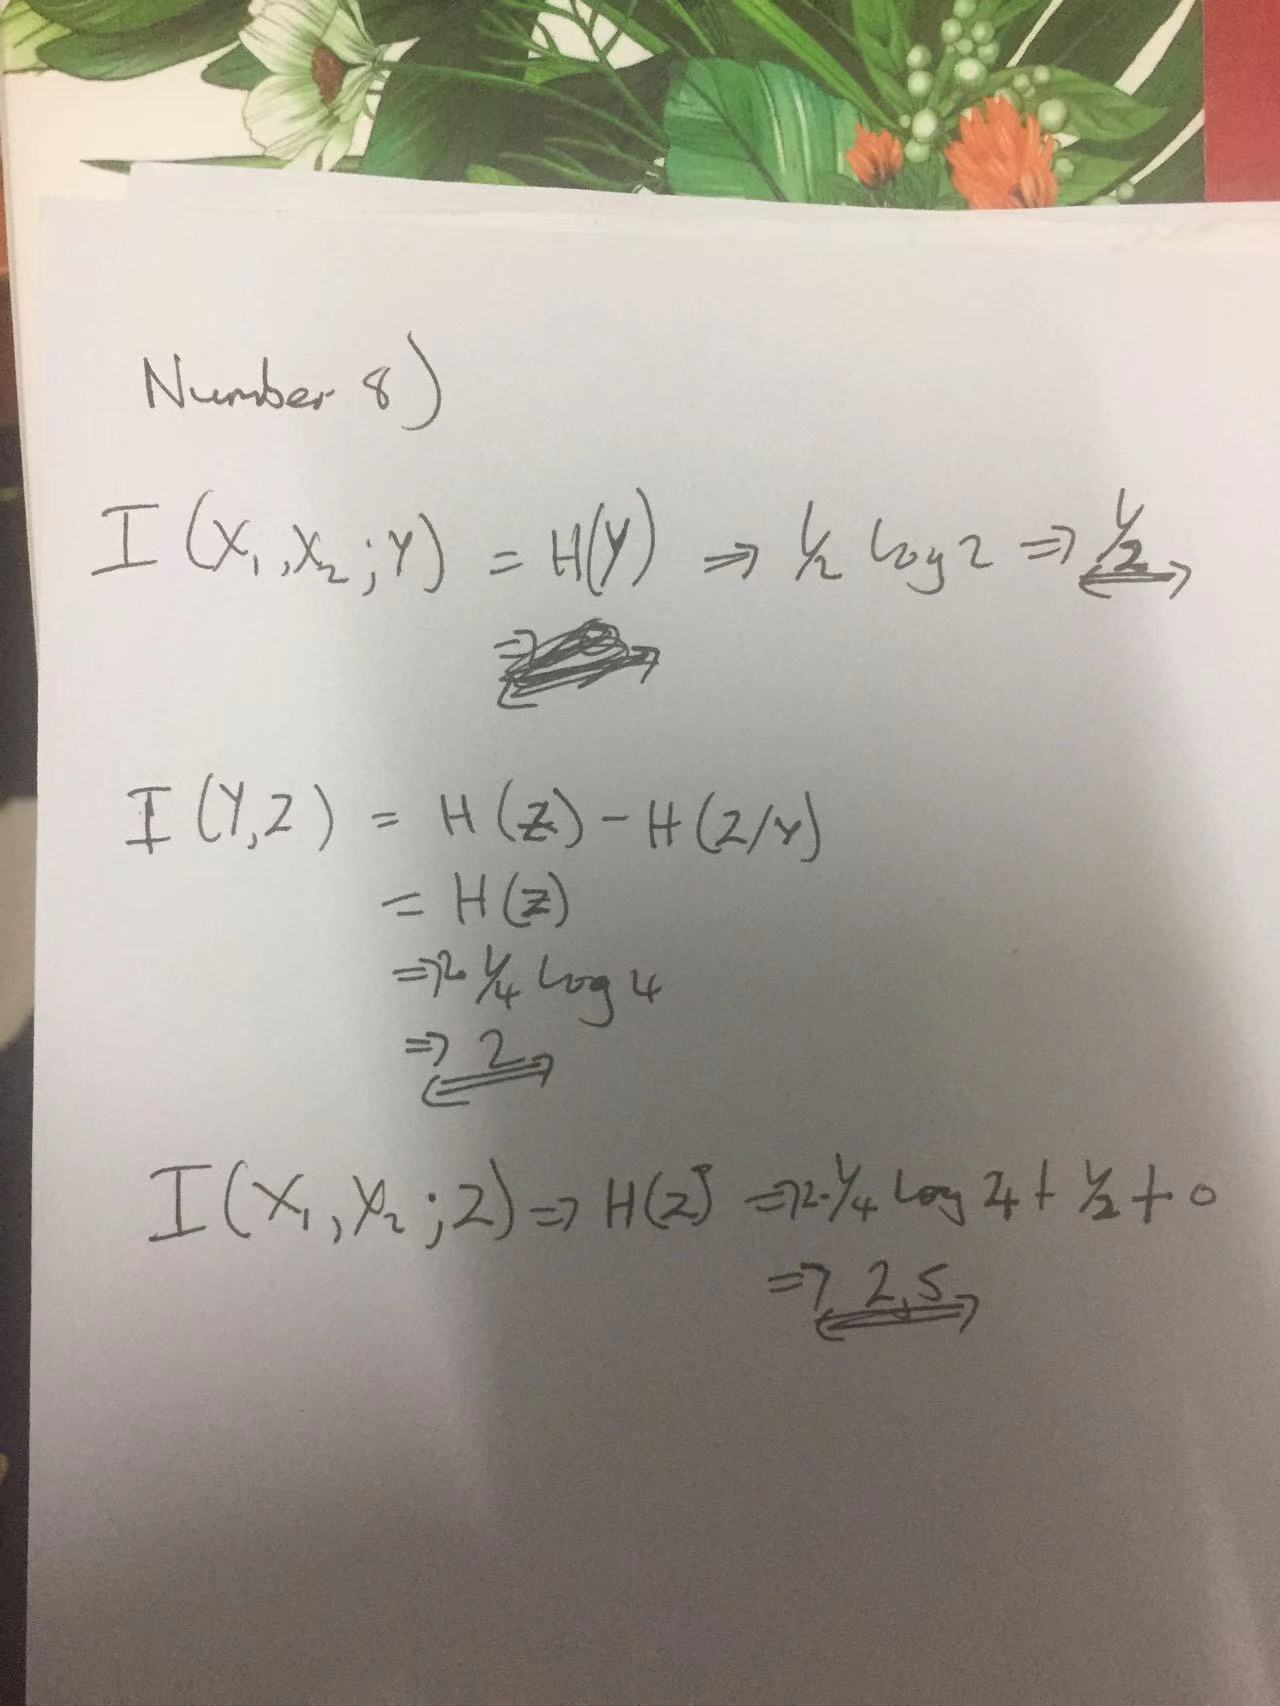 Number 8)
I (X₁,X₂;Y) = H(Y) ⇒ 1/2 log 2 ⇒ 1/2
⇒
I (Y,Z) = H(Z) - H(Z/Y)
= H(Z)
⇒ 2·1/4 log 4
⇒ 2
I (X₁,X₂;Z) ⇒ H(Z) ⇒ 2·1/4 log 4 + 1/2 + 0
⇒ 2,5